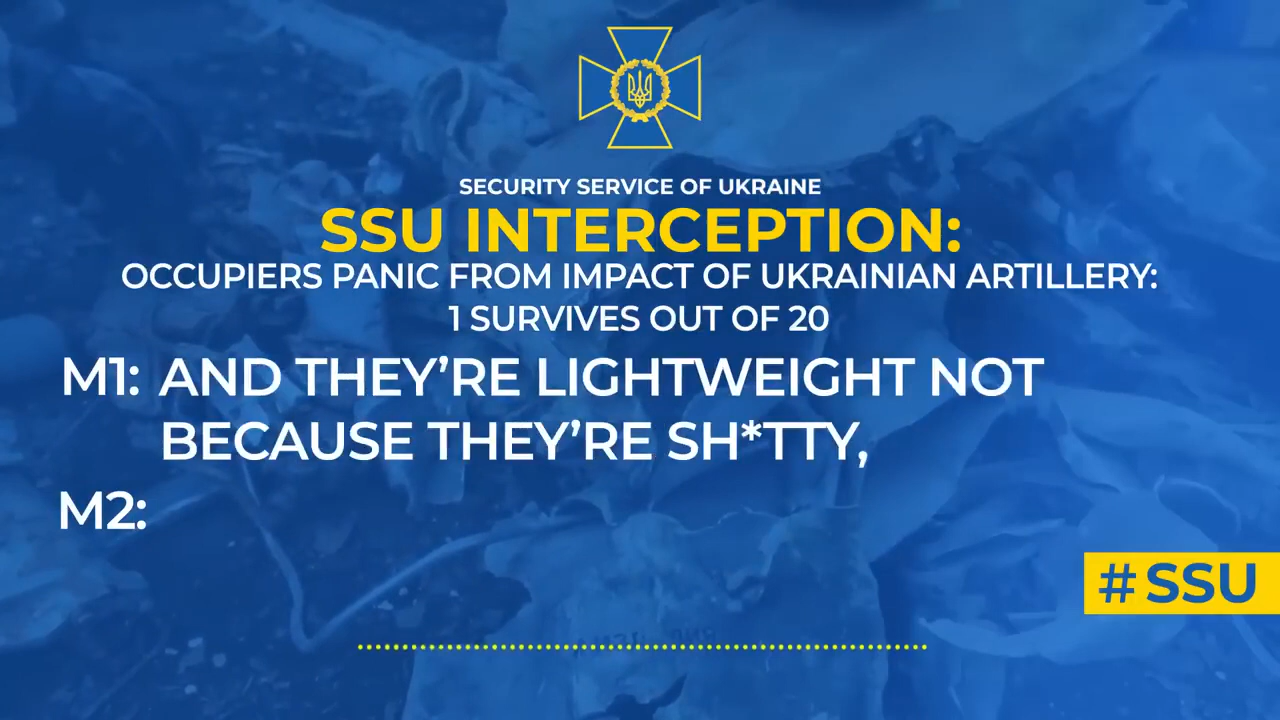 SECURITY SERVICE OF UKRAINE
SSU INTERCEPTION:
OCCUPIERS PANIC FROM IMPACT OF UKRAINIAN ARTILLERY:
1 SURVIVES OUT OF 20
M1: AND THEY’RE LIGHTWEIGHT NOT
BECAUSE THEY’RE SH*TTY,
M2:
# SSU